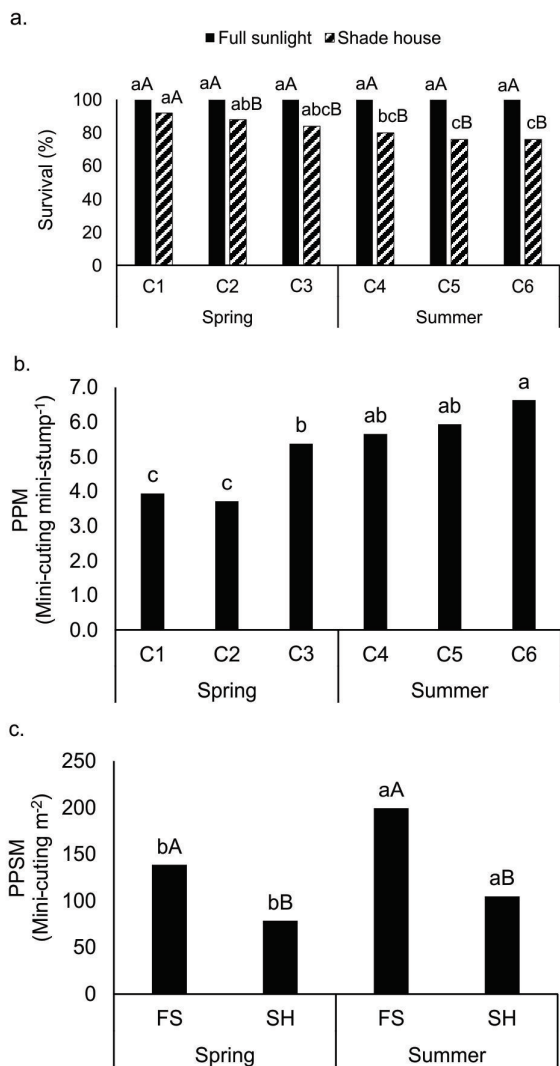 a.
Full sunlight Shade house
aA aA aA abB aA abcB aA bcB aA cB aA cB
100
80
60
40
20
0
Survival (%)
C1 C2 C3 C4 C5 C6
Spring Summer
b.
7.0
6.0
5.0
4.0
3.0
2.0
1.0
0.0
PPM
(Mini-cuting mini-stump-1)
c c b ab ab a
C1 C2 C3 C4 C5 C6
Spring Summer
c.
250
200
150
100
50
0
PPSM
(Mini-cuting m-2)
bA bB aA aB
FS SH FS SH
Spring Summer